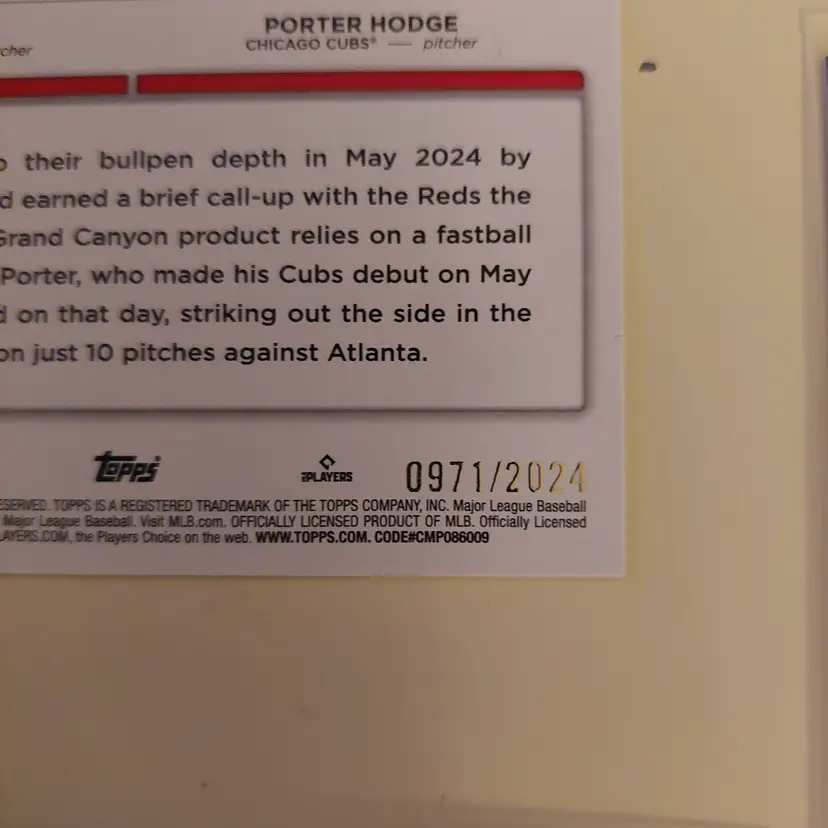 PORTER HODGE
cher
CHICAGO CUBS® — pitcher
their bullpen depth in May 2024 by
earned a brief call-up with the Reds the
Grand Canyon product relies on a fastball
Porter, who made his Cubs debut on May
on that day, striking out the side in the
on just 10 pitches against Atlanta.
topps
PLAYERS
0971/2024
ESERVED. TOPPS IS A REGISTERED TRADEMARK OF THE TOPPS COMPANY, INC. Major League Baseball
Major League Baseball. Visit MLB.com. OFFICIALLY LICENSED PRODUCT OF MLB. Officially Licensed
AYERS.COM, the Players Choice on the web. WWW.TOPPS.COM. CODE#CMP086009